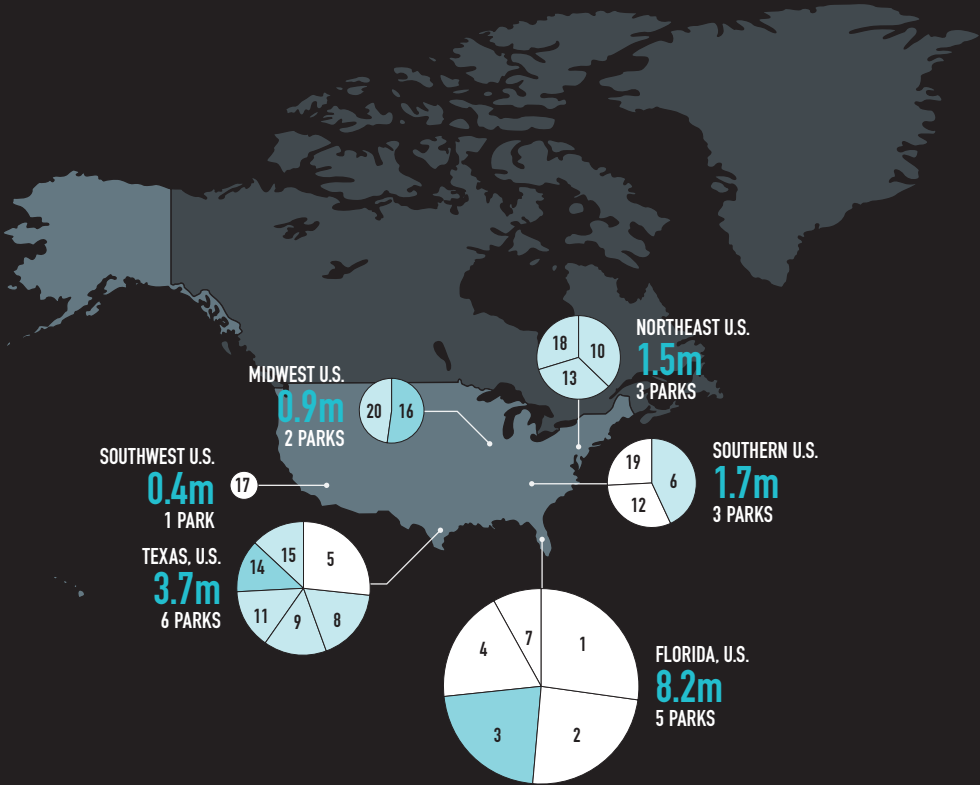 NORTHEAST U.S.
1.5m
3 PARKS
18
10
13
MIDWEST U.S.
0.9m
2 PARKS
20
16
SOUTHWEST U.S.
0.4m
1 PARK
17
SOUTHERN U.S.
1.7m
3 PARKS
19
6
12
TEXAS, U.S.
3.7m
6 PARKS
15
5
14
11
9
8
FLORIDA, U.S.
8.2m
5 PARKS
7
1
4
3
2